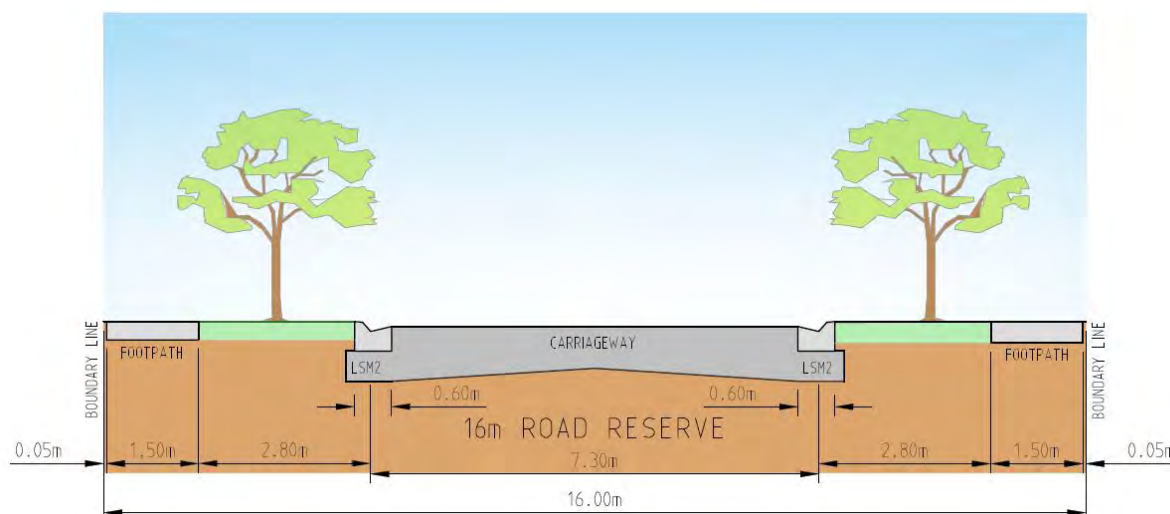 BOUNDARY LINE
FOOTPATH
LSM2
CARRIAGEWAY
LSM2
FOOTPATH
BOUNDARY LINE
0.60m
0.60m
16m ROAD RESERVE
0.05m
1.50m
2.80m
7.30m
2.80m
1.50m
0.05m
16.00m